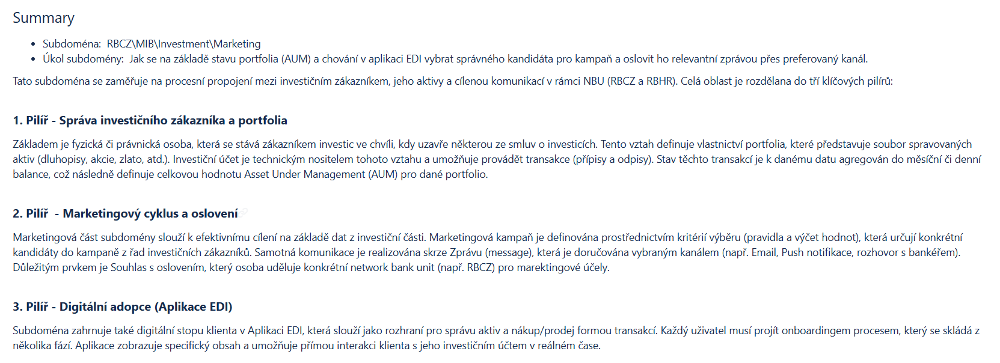 Summary
• Subdoména:  RBCZ\MIB\Investment\Marketing
• Úkol subdomény:  Jak se na základě stavu portfolia (AUM) a chování v aplikaci EDI vybrat správného kandidáta pro kampaň a oslovit ho relevantní zprávou přes preferovaný kanál.
Tato subdoména se zaměřuje na procesní propojení mezi investičním zákazníkem, jeho aktivy a cílenou komunikací v rámci NBU (RBCZ a RBHR). Celá oblast je rozdělana do tří klíčových pilírů:
1. Pilíř - Správa investičního zákazníka a portfolia
Základem je fyzická či právnická osoba, která se stává zákazníkem investic ve chvíli, kdy uzavře některou ze smluv o investicích. Tento vztah definuje vlastnictví portfolia, které představuje soubor spravovaných
aktiv (dluhopisy, akcie, zlato, atd.). Investiční účet je technickým nositelem tohoto vztahu a umožňuje provádět transakce (přípisy a odpisy). Stav těchto transakcí je k danému datu agregován do měsíční či denní
balance, což následně definuje celkovou hodnotu Asset Under Management (AUM) pro dané portfolio.
2. Pilíř  - Marketingový cyklus a oslovení
Marketingová část subdomény slouží k efektivnímu cílení na základě dat z investiční části. Marketingová kampaň je definována prostřednictvím kritérií výběru (pravidla a výčet hodnot), která určují konkrétní
kandidáty do kampaně z řad investičních zákazníků. Samotná komunikace je realizována skrze Zprávu (message), která je doručována vybraným kanálem (např. Email, Push notifikace, rozhovor s bankéřem).
Důležitým prvkem je Souhlas s oslovením, který osoba uděluje konkrétní network bank unit (např. RBCZ) pro marektingové účely.
3. Pilíř - Digitální adopce (Aplikace EDI)
Subdoména zahrnuje také digitální stopu klienta v Aplikaci EDI, která slouží jako rozhraní pro správu aktiv a nákup/prodej formou transakcí. Každý uživatel musí projít onboardingem procesem, který se skládá z
několika fází. Aplikace zobrazuje specifický obsah a umožňuje přímou interakci klienta s jeho investičním účtem v reálném čase.